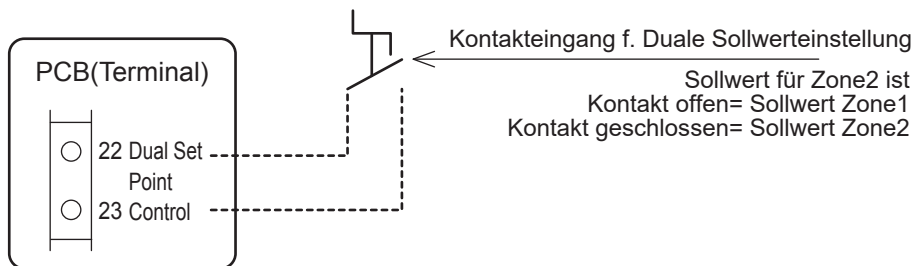 Kontakteingang f. Duale Sollwerteinstellung
Sollwert für Zone2 ist
Kontakt offen= Sollwert Zone1
Kontakt geschlossen= Sollwert Zone2
PCB(Terminal)
22 Dual Set
Point
23 Control